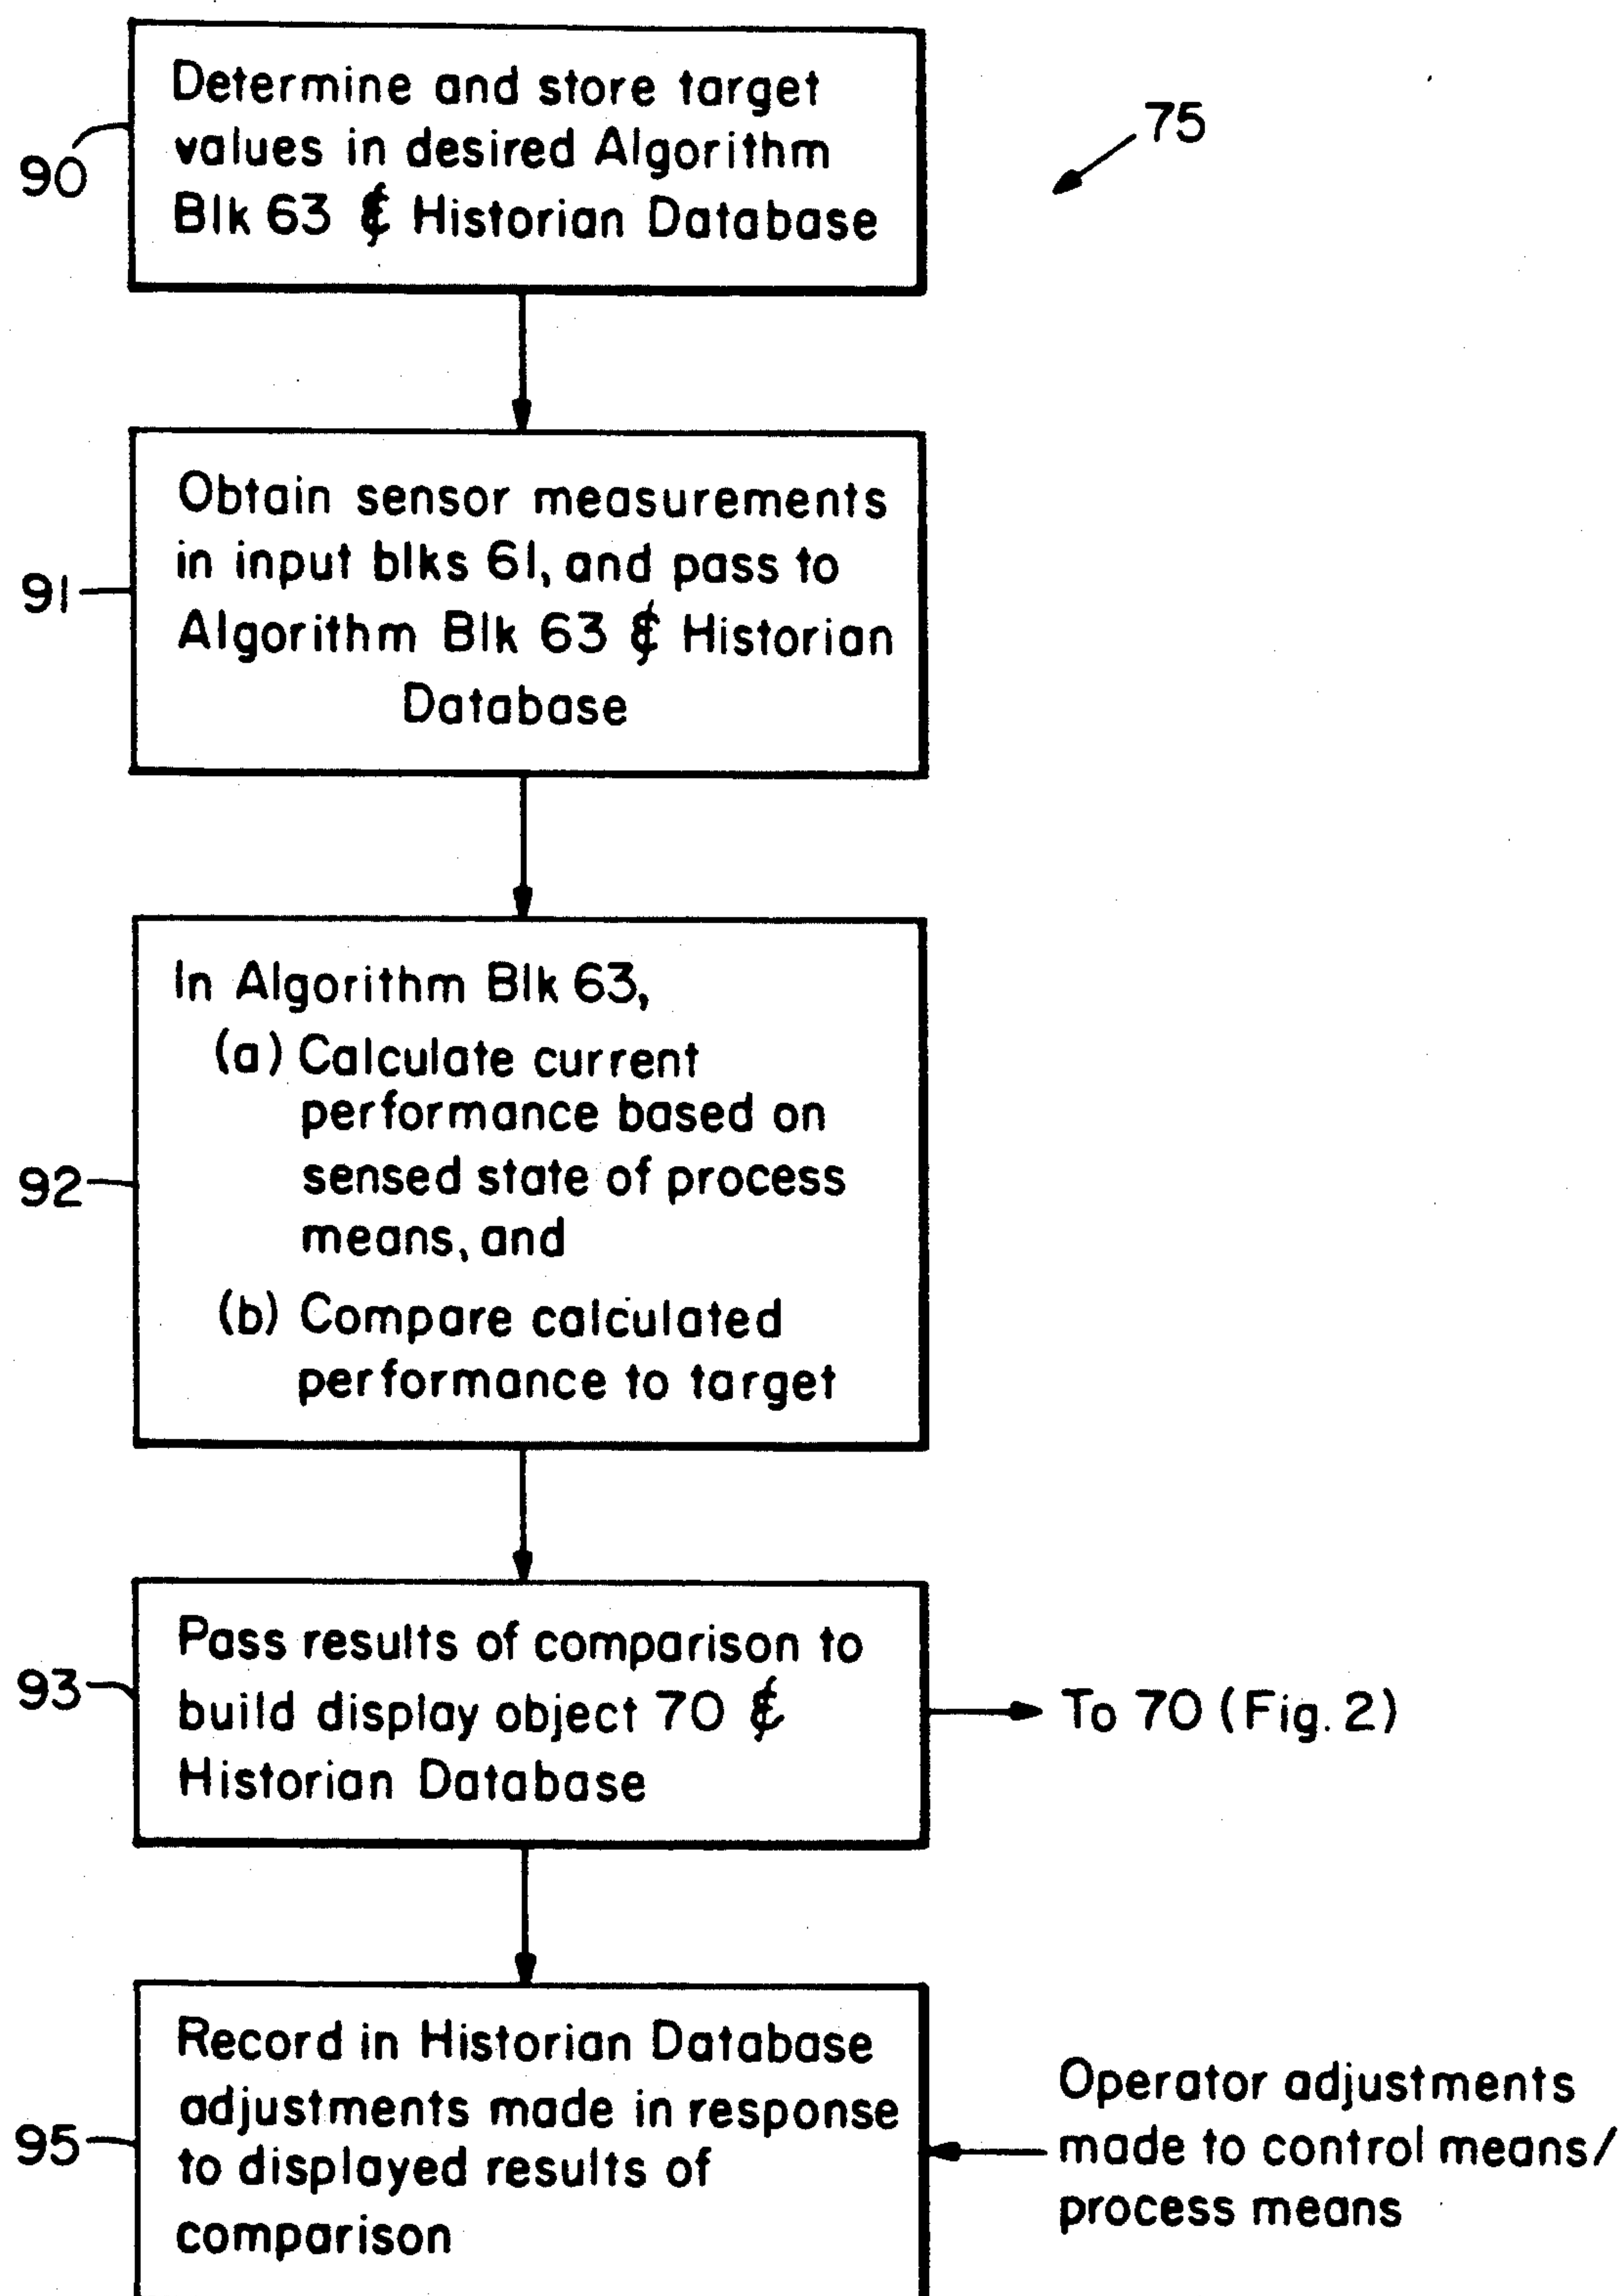 Determine and store target
values in desired Algorithm
Blk 63 & Historian Database
90
75
Obtain sensor measurements
in input blks 61, and pass to
Algorithm Blk 63 & Historian
Database
91
In Algorithm Blk 63,
(a) Calculate current
performance based on
sensed state of process
means, and
(b) Compare calculated
performance to target
92
Pass results of comparison to
build display object 70 &
Historian Database
93
To 70 (Fig. 2)
Record in Historian Database
adjustments made in response
to displayed results of
comparison
95
Operator adjustments
made to control means/
process means